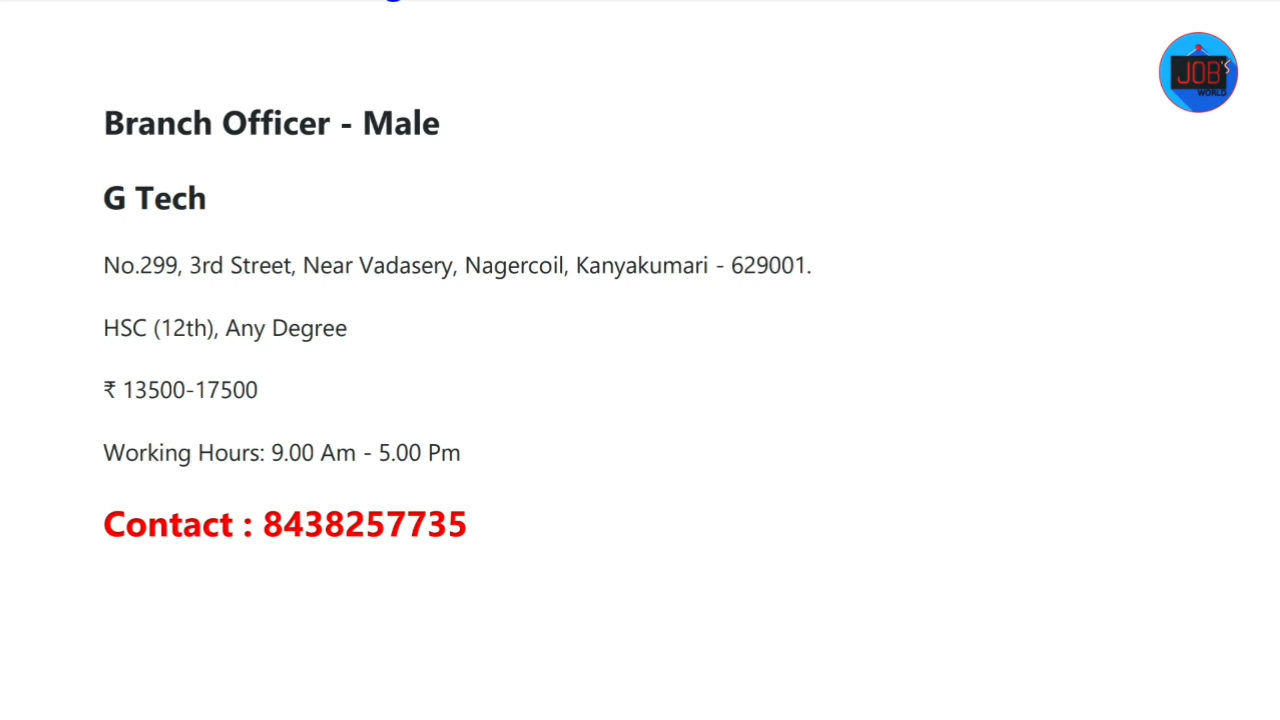 JOB'S
WORLD
Branch Officer - Male
G Tech
No.299, 3rd Street, Near Vadasery, Nagercoil, Kanyakumari - 629001.
HSC (12th), Any Degree
₹ 13500-17500
Working Hours: 9.00 Am - 5.00 Pm
Contact : 8438257735